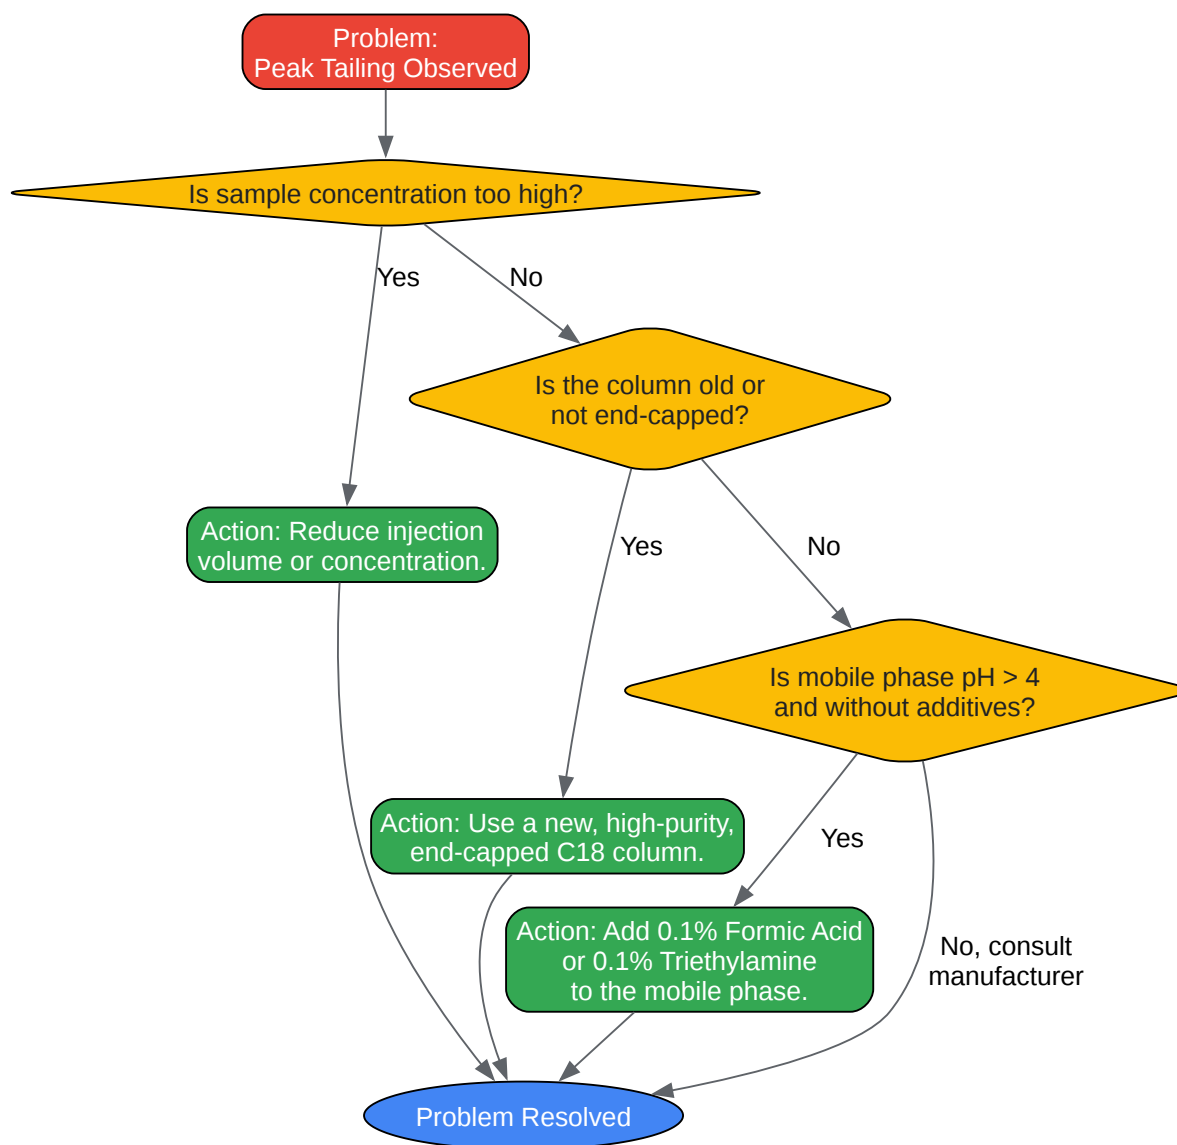 Problem:
Peak Tailing Observed
Is sample concentration too high?
Yes
No
Is the column old or
not end-capped?
Action: Reduce injection
volume or concentration.
Yes
No
Is mobile phase pH > 4
and without additives?
Action: Use a new, high-purity,
end-capped C18 column.
Yes
Action: Add 0.1% Formic Acid
or 0.1% Triethylamine
to the mobile phase.
No, consult
manufacturer
Problem Resolved